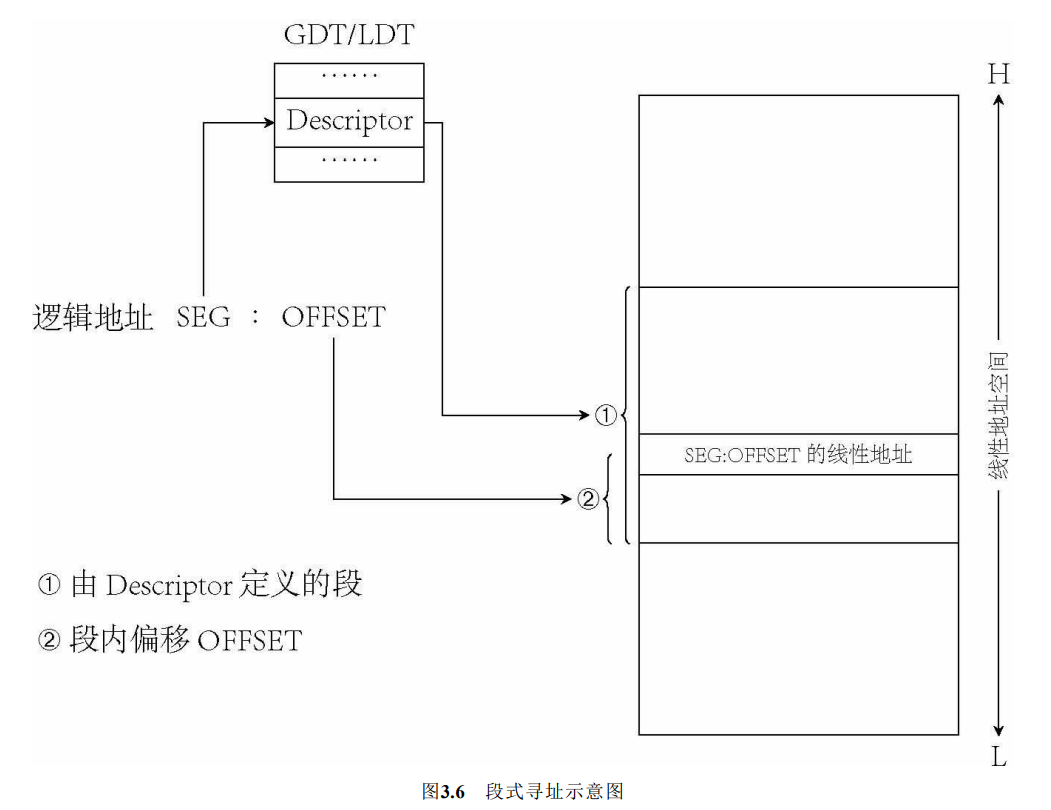 GDT/LDT
······
Descriptor
······
H
逻辑地址 SEG : OFFSET
①
SEG:OFFSET 的线性地址
②
线性地址空间
① 由 Descriptor 定义的段
② 段内偏移 OFFSET
L
图3.6 段式寻址示意图